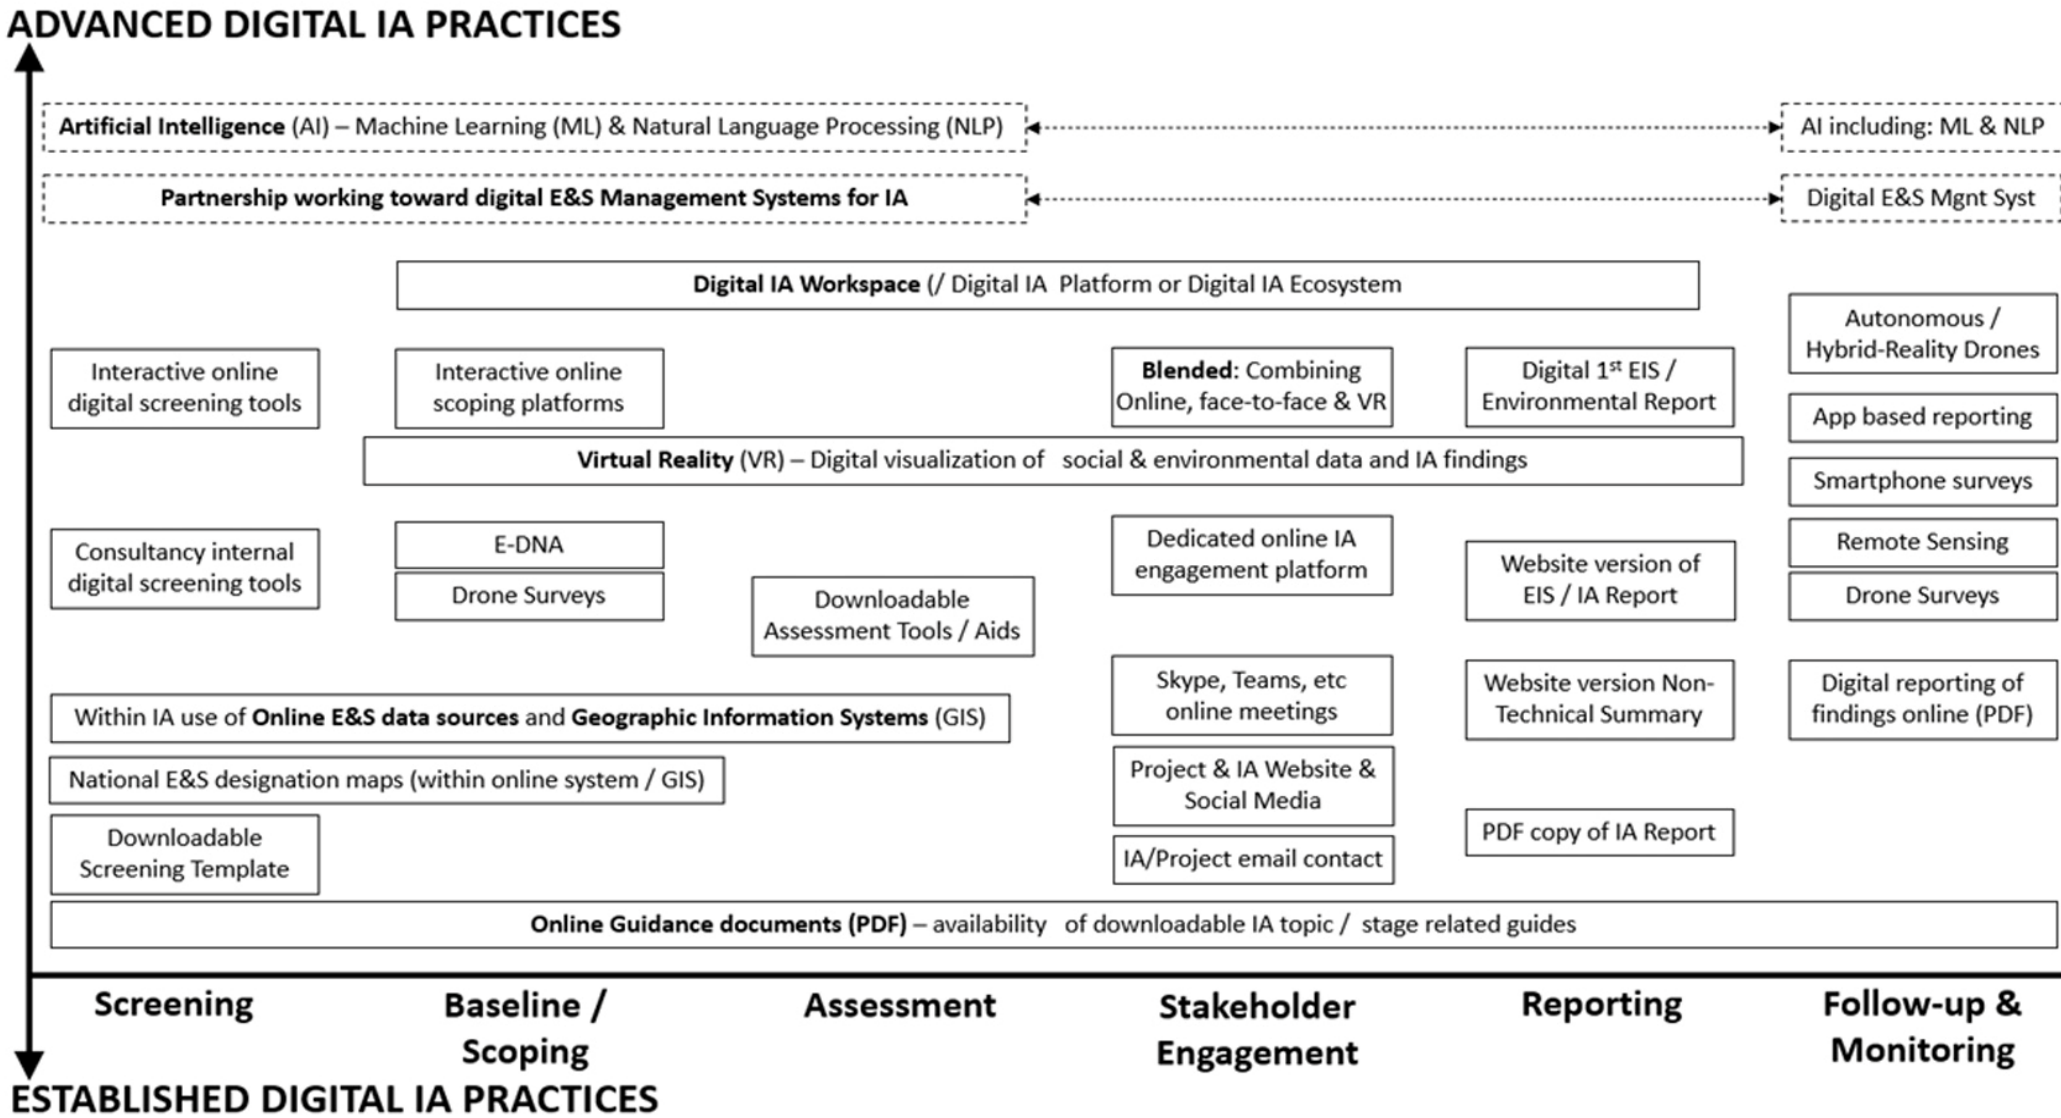 ADVANCED DIGITAL IA PRACTICES
Artificial Intelligence (AI) – Machine Learning (ML) & Natural Language Processing (NLP)
AI including: ML & NLP
Partnership working toward digital E&S Management Systems for IA
Digital E&S Mgnt Syst
Digital IA Workspace (/ Digital IA Platform or Digital IA Ecosystem
Interactive online
digital screening tools
Interactive online
scoping platforms
Blended: Combining
Online, face-to-face & VR
Digital 1st EIS /
Environmental Report
Autonomous /
Hybrid-Reality Drones
App based reporting
Virtual Reality (VR) – Digital visualization of social & environmental data and IA findings
Smartphone surveys
Consultancy internal
digital screening tools
E-DNA
Drone Surveys
Downloadable
Assessment Tools / Aids
Dedicated online IA
engagement platform
Website version of
EIS / IA Report
Remote Sensing
Drone Surveys
Skype, Teams, etc
online meetings
Website version Non-
Technical Summary
Digital reporting of
findings online (PDF)
Within IA use of Online E&S data sources and Geographic Information Systems (GIS)
National E&S designation maps (within online system / GIS)
Project & IA Website &
Social Media
Downloadable
Screening Template
IA/Project email contact
PDF copy of IA Report
Online Guidance documents (PDF) – availability of downloadable IA topic / stage related guides
Screening
Baseline /
Scoping
Assessment
Stakeholder
Engagement
Reporting
Follow-up &
Monitoring
ESTABLISHED DIGITAL IA PRACTICES